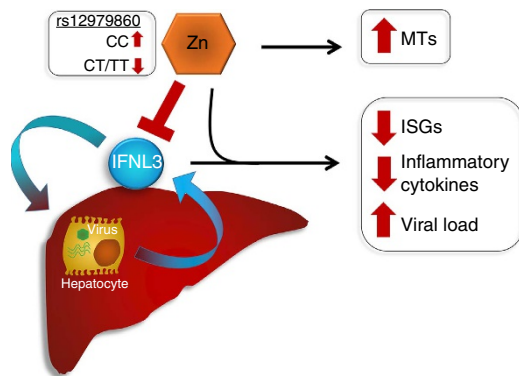 rs12979860
CC
CT/TT
Zn
MTs
IFNL3
ISGs
Inflammatory
cytokines
Viral load
Virus
Hepatocyte